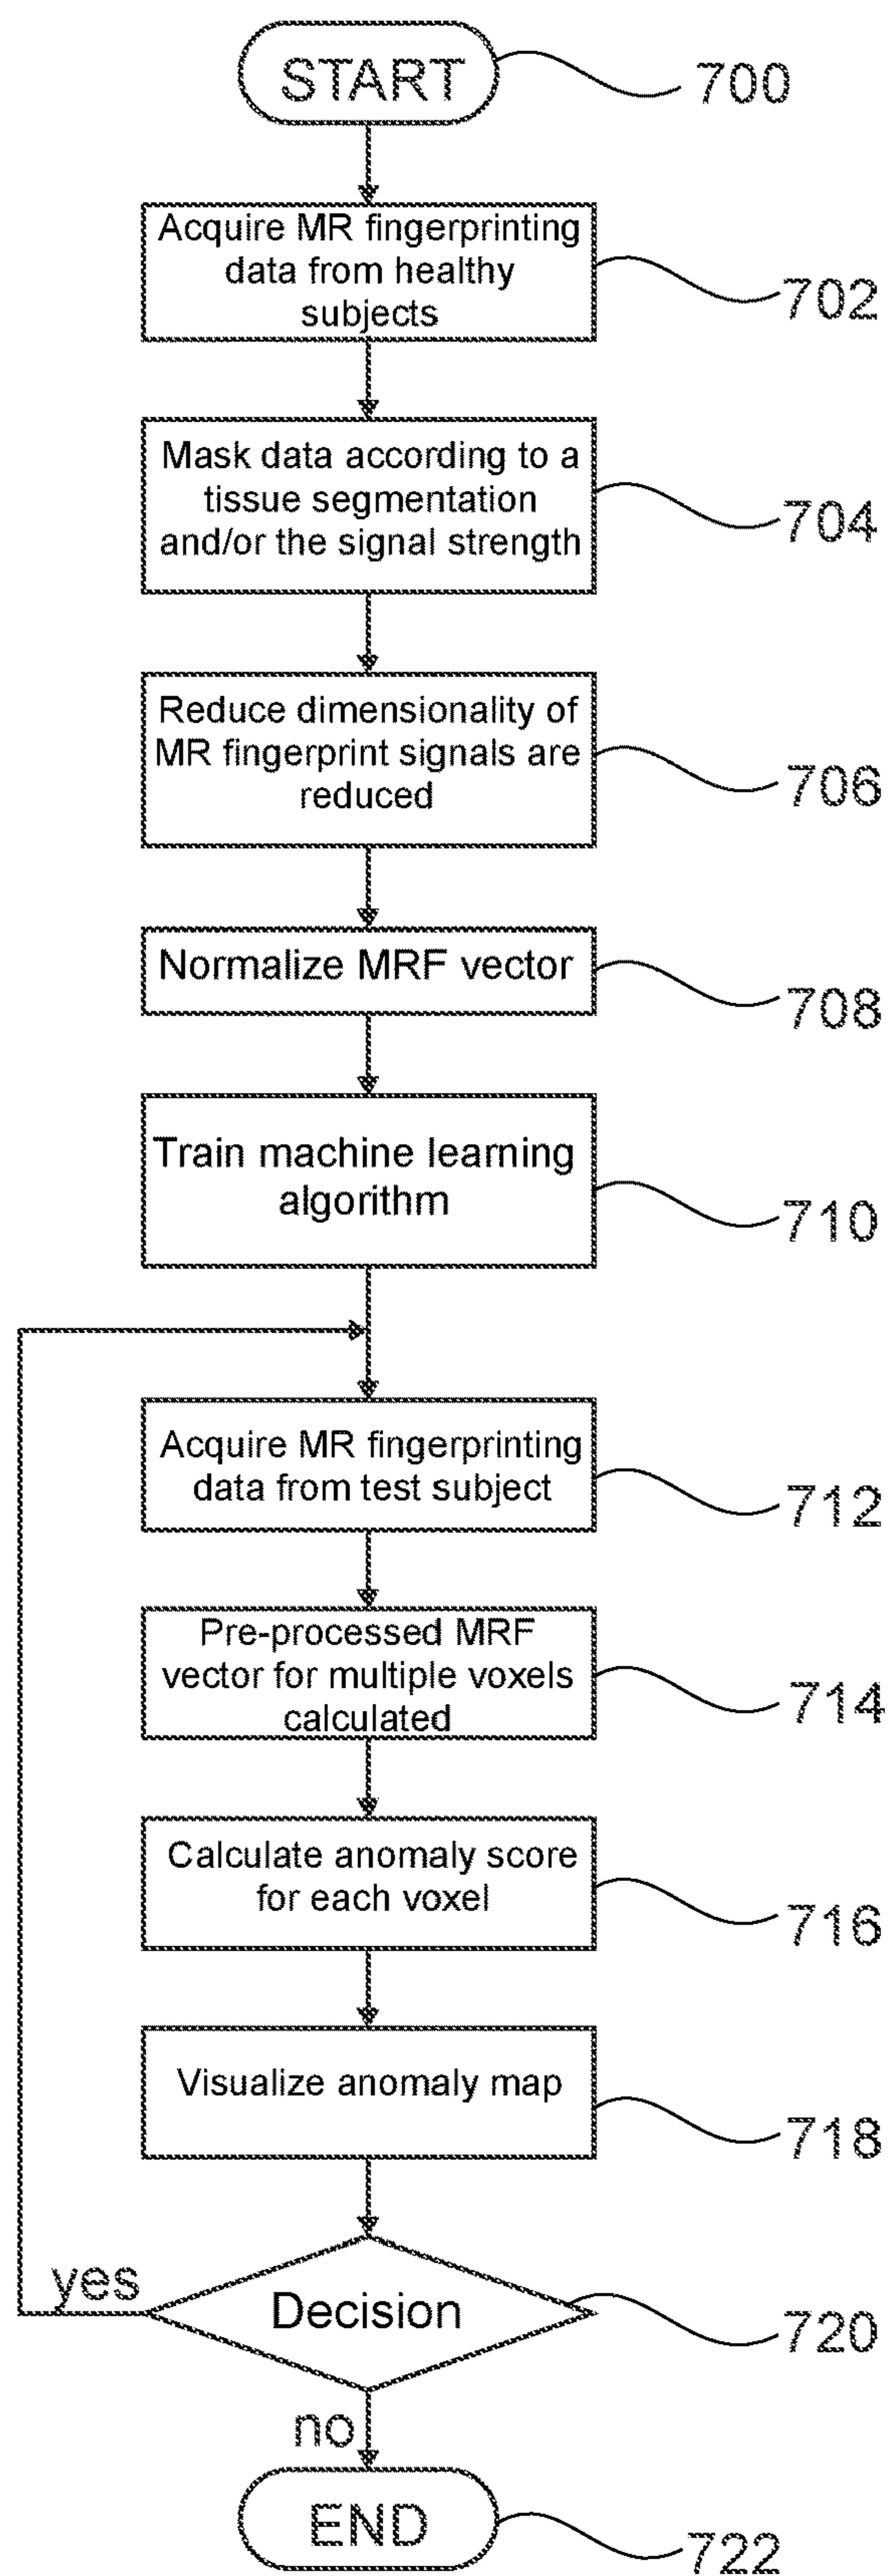 START
700
Acquire MR fingerprinting
data from healthy
subjects
702
Mask data according to a
tissue segmentation
and/or the signal strength
704
Reduce dimensionality of
MR fingerprint signals are
reduced
706
Normalize MRF vector
708
Train machine learning
algorithm
710
Acquire MR fingerprinting
data from test subject
712
Pre-processed MRF
vector for multiple voxels
calculated
714
Calculate anomaly score
for each voxel
716
Visualize anomaly map
718
yes
Decision
720
no
END
722